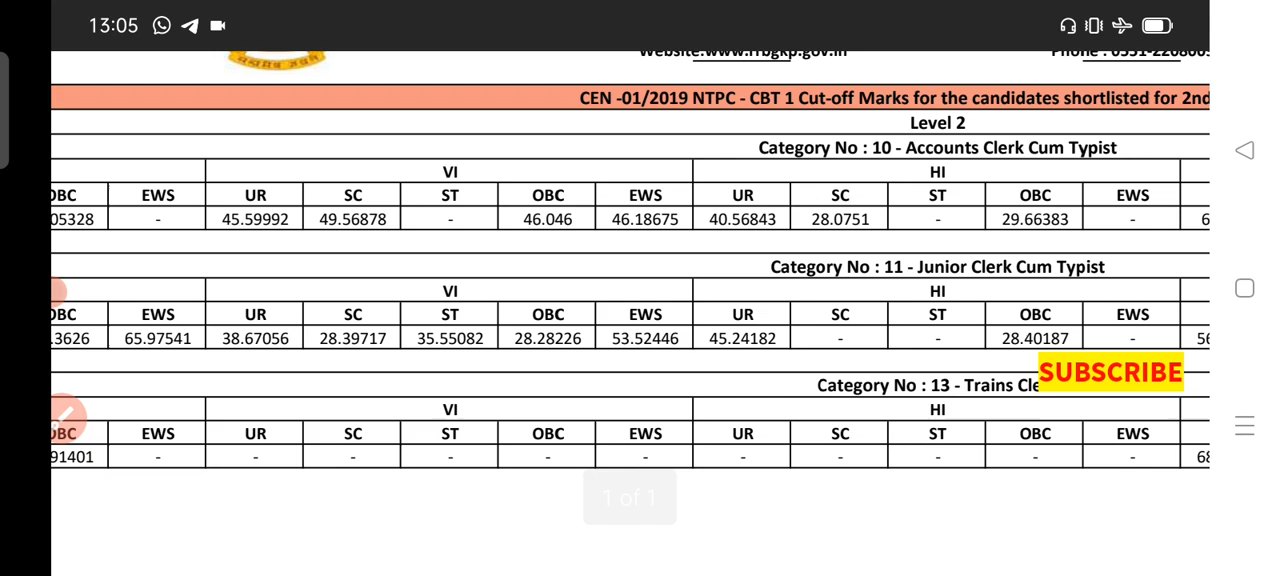 13:05
CEN -01/2019 NTPC - CBT 1 Cut-off Marks for the candidates shortlisted for 2nd
Level 2
Category No : 10 - Accounts Clerk Cum Typist
VI HI
OBC EWS UR SC ST OBC EWS UR SC ST OBC EWS
05328 - 45.59992 49.56878 - 46.046 46.18675 40.56843 28.0751 - 29.66383 - 6
Category No : 11 - Junior Clerk Cum Typist
VI HI
OBC EWS UR SC ST OBC EWS UR SC ST OBC EWS
.3626 65.97541 38.67056 28.39717 35.55082 28.28226 53.52446 45.24182 - - 28.40187 - 56
SUBSCRIBE
Category No : 13 - Trains Cle
VI HI
OBC EWS UR SC ST OBC EWS UR SC ST OBC EWS
91401 - - - - - - - - - - - 68
1 of 1